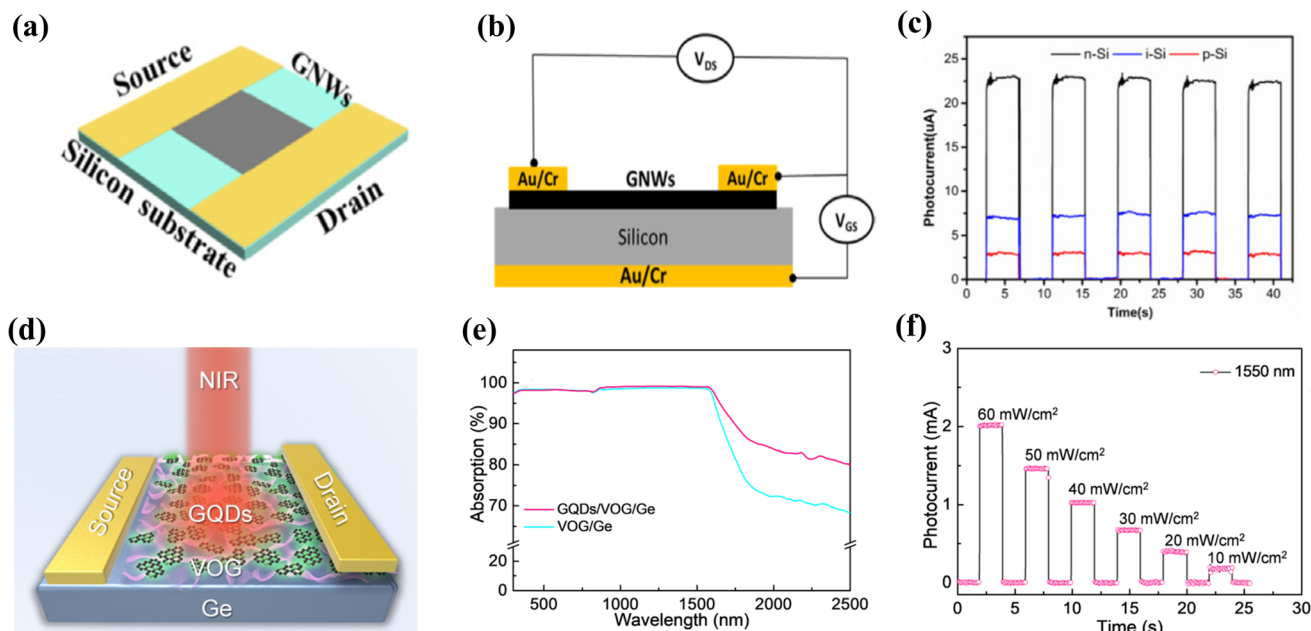 (a)
Source
GNWs
Silicon substrate
Drain
(b)
V_DS
Au/Cr
GNWs
Au/Cr
V_GS
Silicon
Au/Cr
(c)
n-Si i-Si p-Si
Photocurrent(uA)
25
20
15
10
5
0
0 5 10 15 20 25 30 35 40
Time(s)
(d)
NIR
Source
GQDs
Drain
VOG
Ge
(e)
Absorption (%)
100
90
80
70
20
10
0
GQDs/VOG/Ge
VOG/Ge
500 1000 1500 2000 2500
Wavelength (nm)
(f)
Photocurrent (mA)
3
2
1
0
1550 nm
60 mW/cm²
50 mW/cm²
40 mW/cm²
30 mW/cm²
20 mW/cm²
10 mW/cm²
0 5 10 15 20 25 30
Time (s)